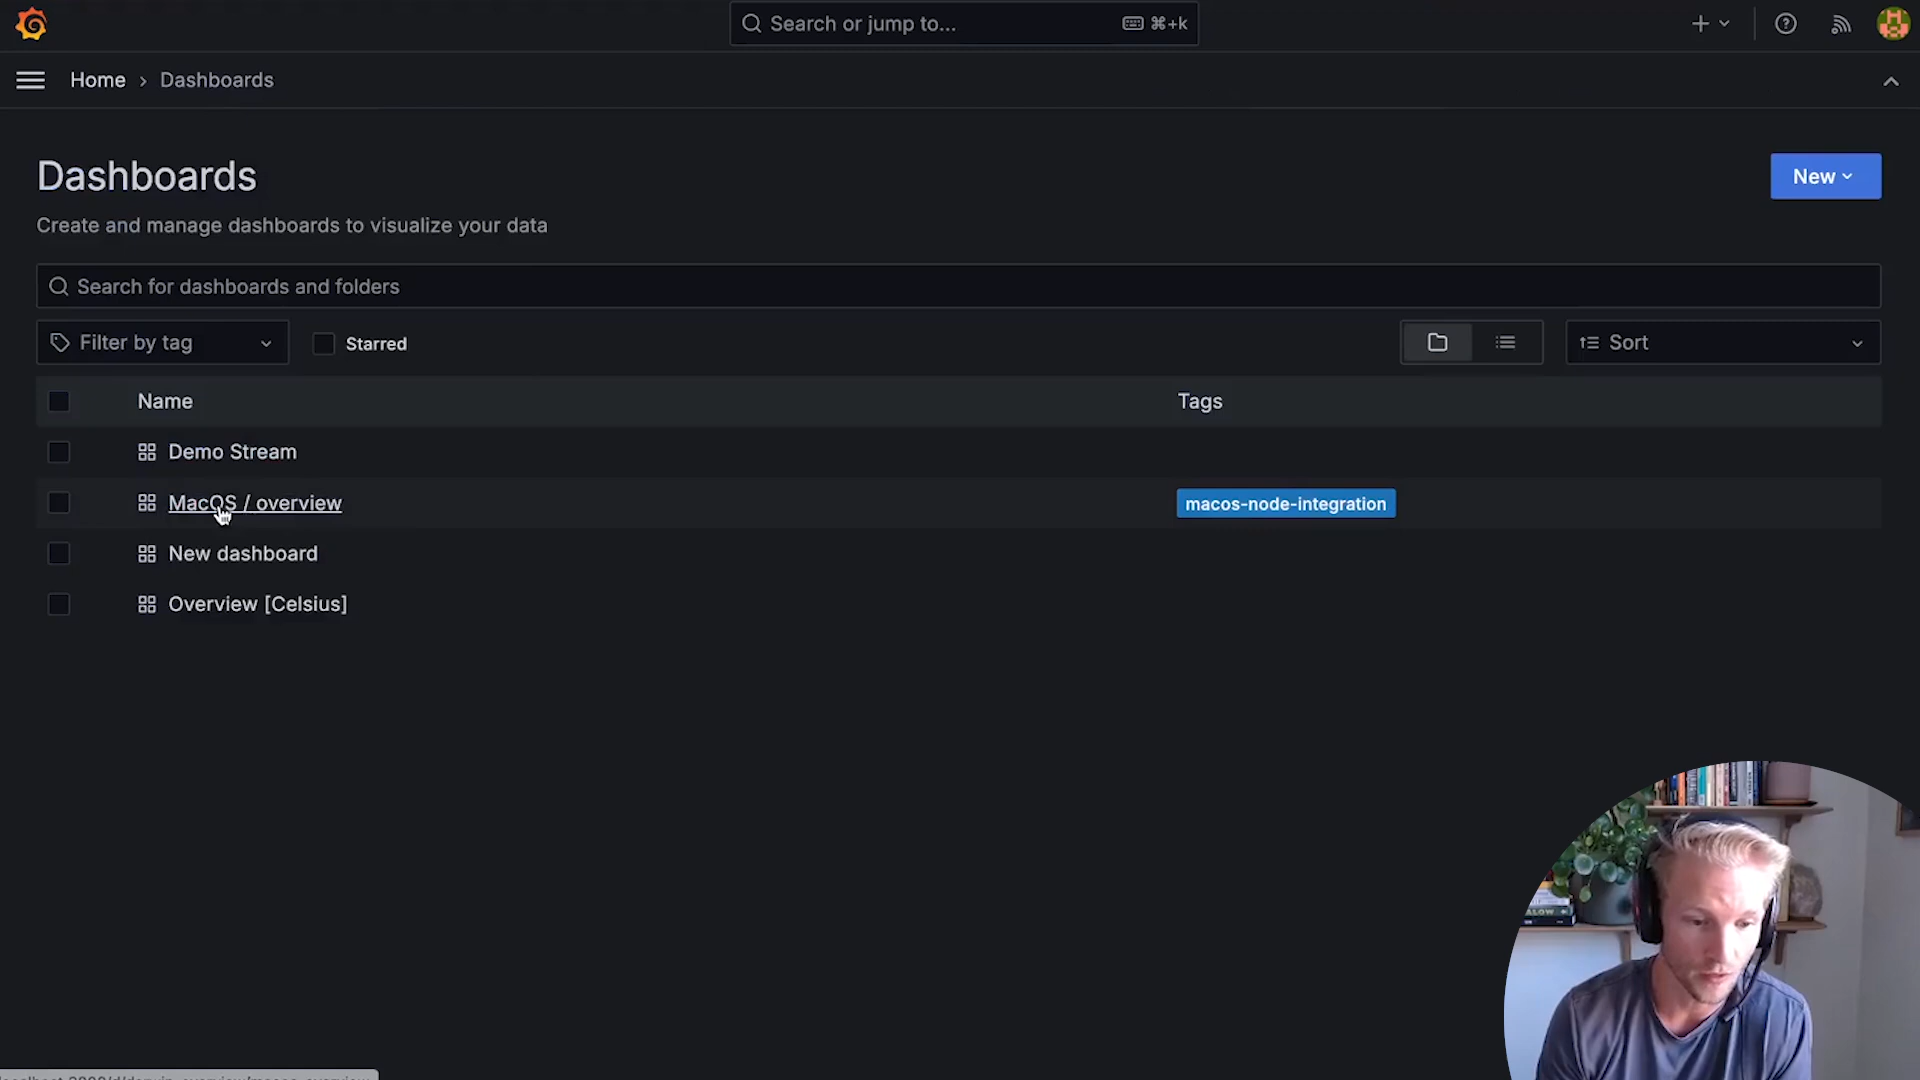 Search or jump to... ⌘+k
Home › Dashboards
Dashboards
New
Create and manage dashboards to visualize your data
Search for dashboards and folders
Filter by tag
Starred
Sort
Name Tags
Demo Stream
MacOS / overview macos-node-integration
New dashboard
Overview [Celsius]